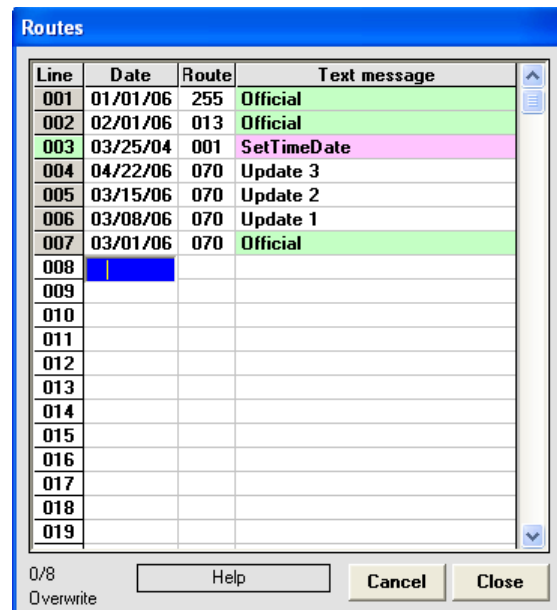 Routes
Line Date Route Text message
001 01/01/06 255 Official
002 02/01/06 013 Official
003 03/25/04 001 SetTimeDate
004 04/22/06 070 Update 3
005 03/15/06 070 Update 2
006 03/08/06 070 Update 1
007 03/01/06 070 Official
008
009
010
011
012
013
014
015
016
017
018
019
0/8 Help Cancel Close
Overwrite